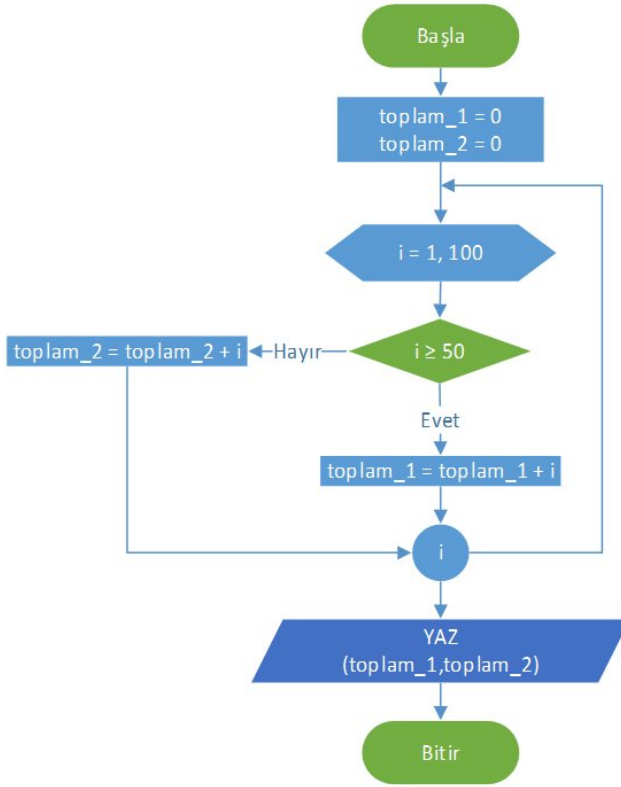 Başla
toplam_1 = 0
toplam_2 = 0
i = 1, 100
i ≥ 50
Hayır
toplam_2 = toplam_2 + i
Evet
toplam_1 = toplam_1 + i
i
YAZ
(toplam_1,toplam_2)
Bitir